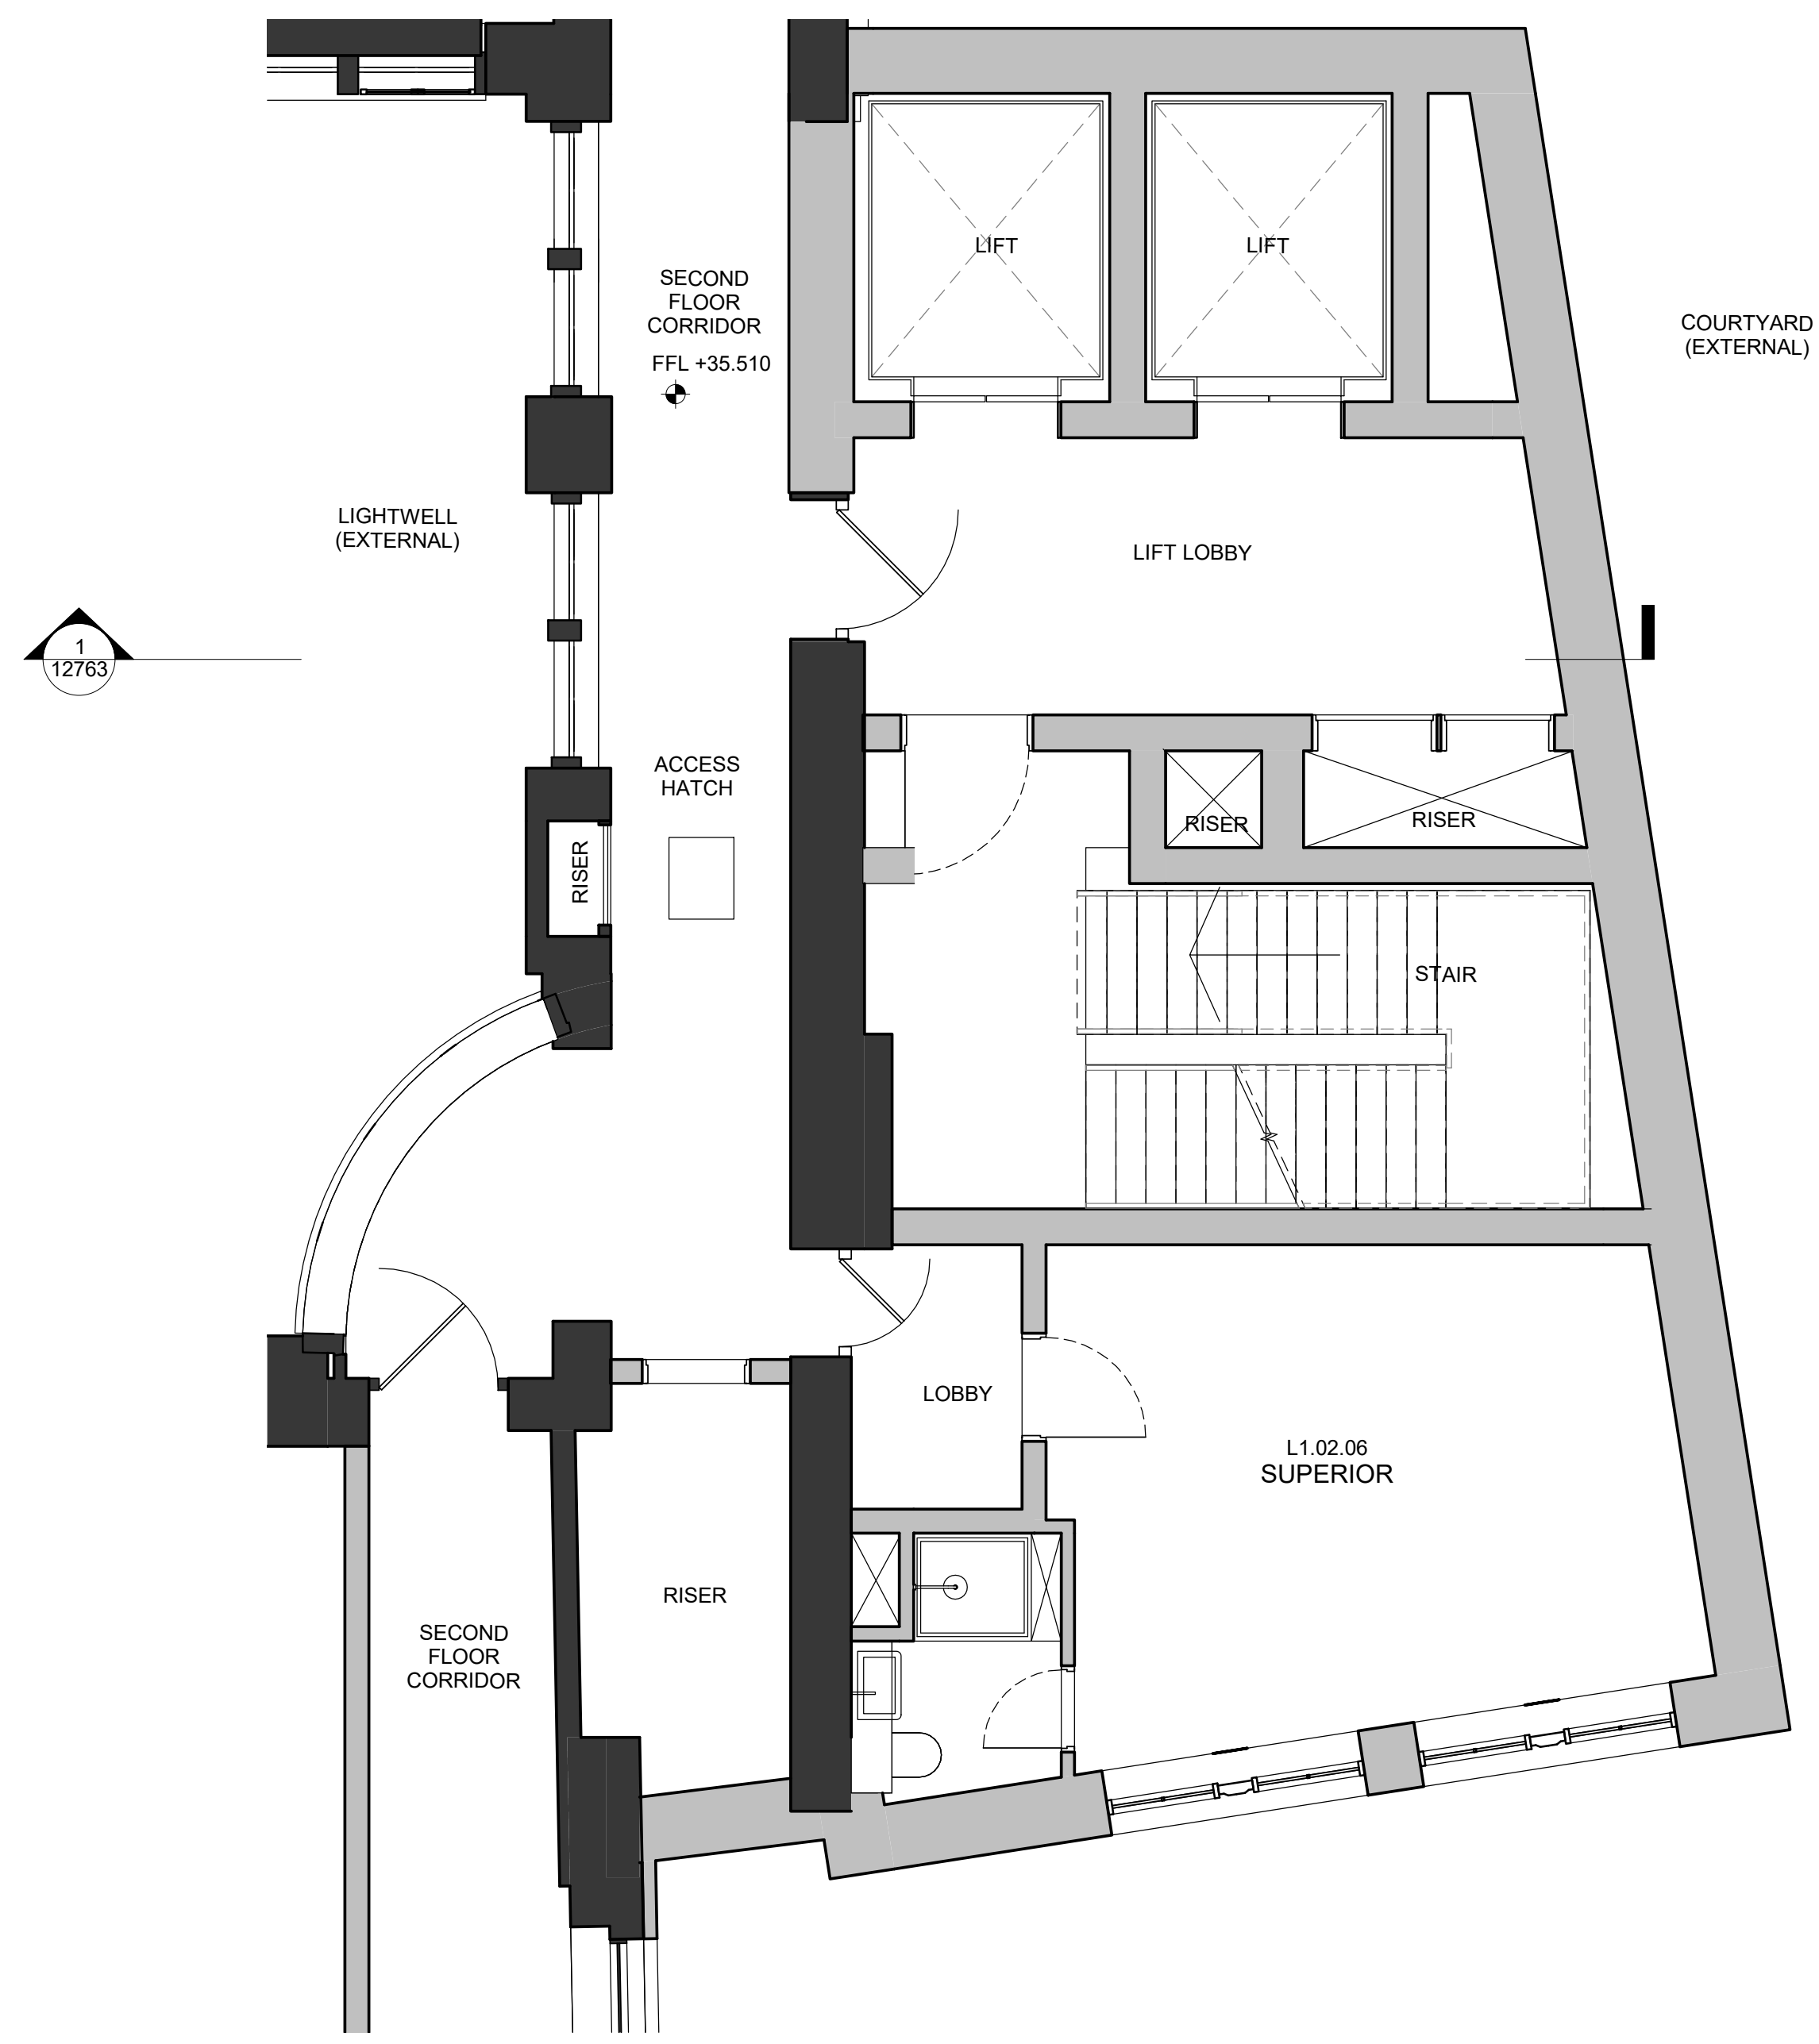 LIFT
LIFT
SECOND
FLOOR
CORRIDOR
FFL +35.510
COURTYARD
(EXTERNAL)
LIGHTWELL
(EXTERNAL)
LIFT LOBBY
1
12763
ACCESS
HATCH
RISER
RISER
RISER
STAIR
LOBBY
L1.02.06
SUPERIOR
RISER
SECOND
FLOOR
CORRIDOR